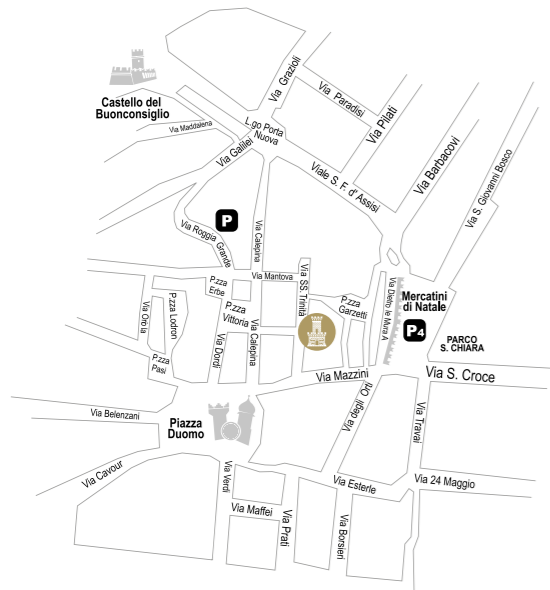 Via Grazioli
Via Paradisi
Via Pilati
Castello del
Buonconsiglio
Via Maddalena
L.go Porta
Nuova
Via Galilei
Viale S. F. d' Assisi
Via Barbacovi
Via S. Giovanni Bosco
P
Via Roggia Grande
Via Calepina
Via Mantova
Via SS. Trinità
P.zza
Erbe
P.zza
Vittoria
P.zza
Garzetti
Via Dietro le Mura A
Mercatini
di Natale
P4
PARCO
S. CHIARA
Via Oriola
P.zza Lodron
P.zza
Pasi
Via Dordi
Via Calepina
Via Mazzini
Via S. Croce
Via Belenzani
Piazza
Duomo
Via degli Orti
Via Travai
Via Cavour
Via Verdi
Via Esterle
Via 24 Maggio
Via Maffei
Via Prati
Via Borsieri